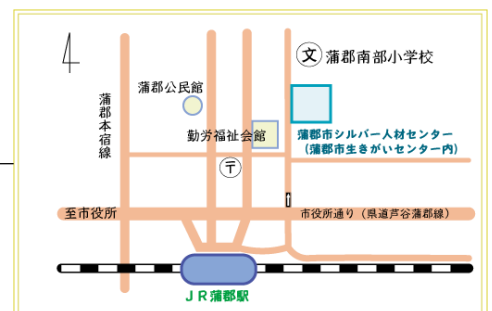 文 蒲郡南部小学校
蒲郡公民館
蒲郡本宿線
勤労福祉会館
蒲郡市シルバー人材センター
(蒲郡市生きがいセンター内)
〒
至市役所
市役所通り(県道芦谷蒲郡線)
JR蒲郡駅